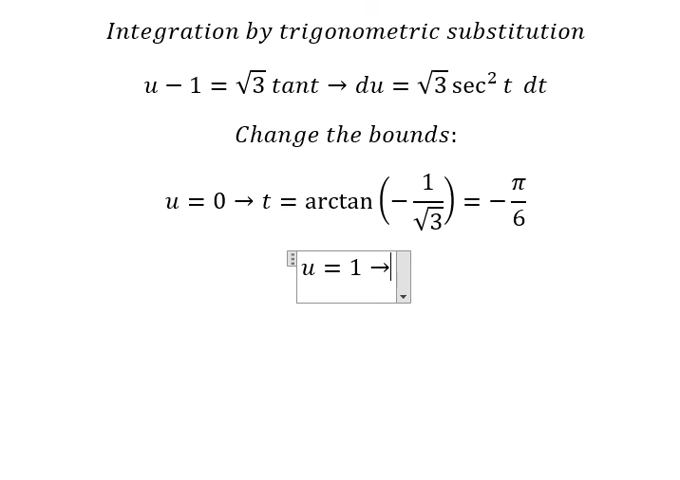 Integration by trigonometric substitution
u − 1 = √3 tant → du = √3 sec² t dt
Change the bounds:
u = 0 → t = arctan (−1/√3) = −π/6
u = 1 →